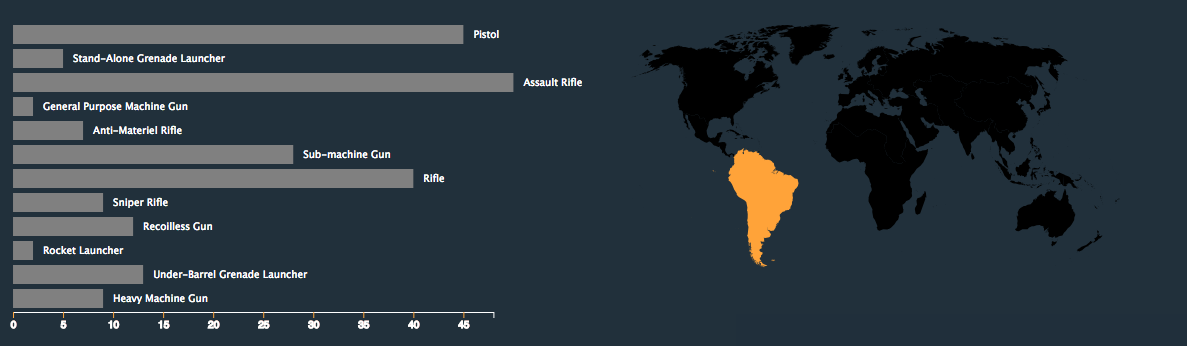 Pistol
Stand-Alone Grenade Launcher
Assault Rifle
General Purpose Machine Gun
Anti-Materiel Rifle
Sub-machine Gun
Rifle
Sniper Rifle
Recoilless Gun
Rocket Launcher
Under-Barrel Grenade Launcher
Heavy Machine Gun
0 5 10 15 20 25 30 35 40 45